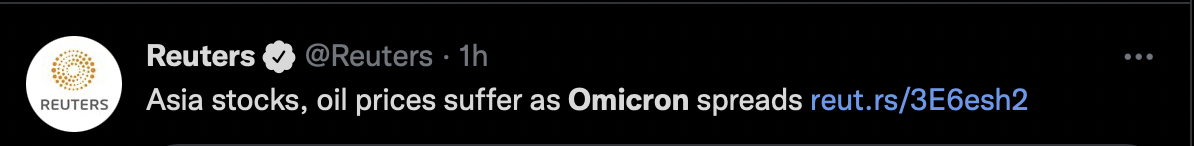 Reuters @Reuters · 1h
REUTERS
Asia stocks, oil prices suffer as Omicron spreads reut.rs/3E6esh2